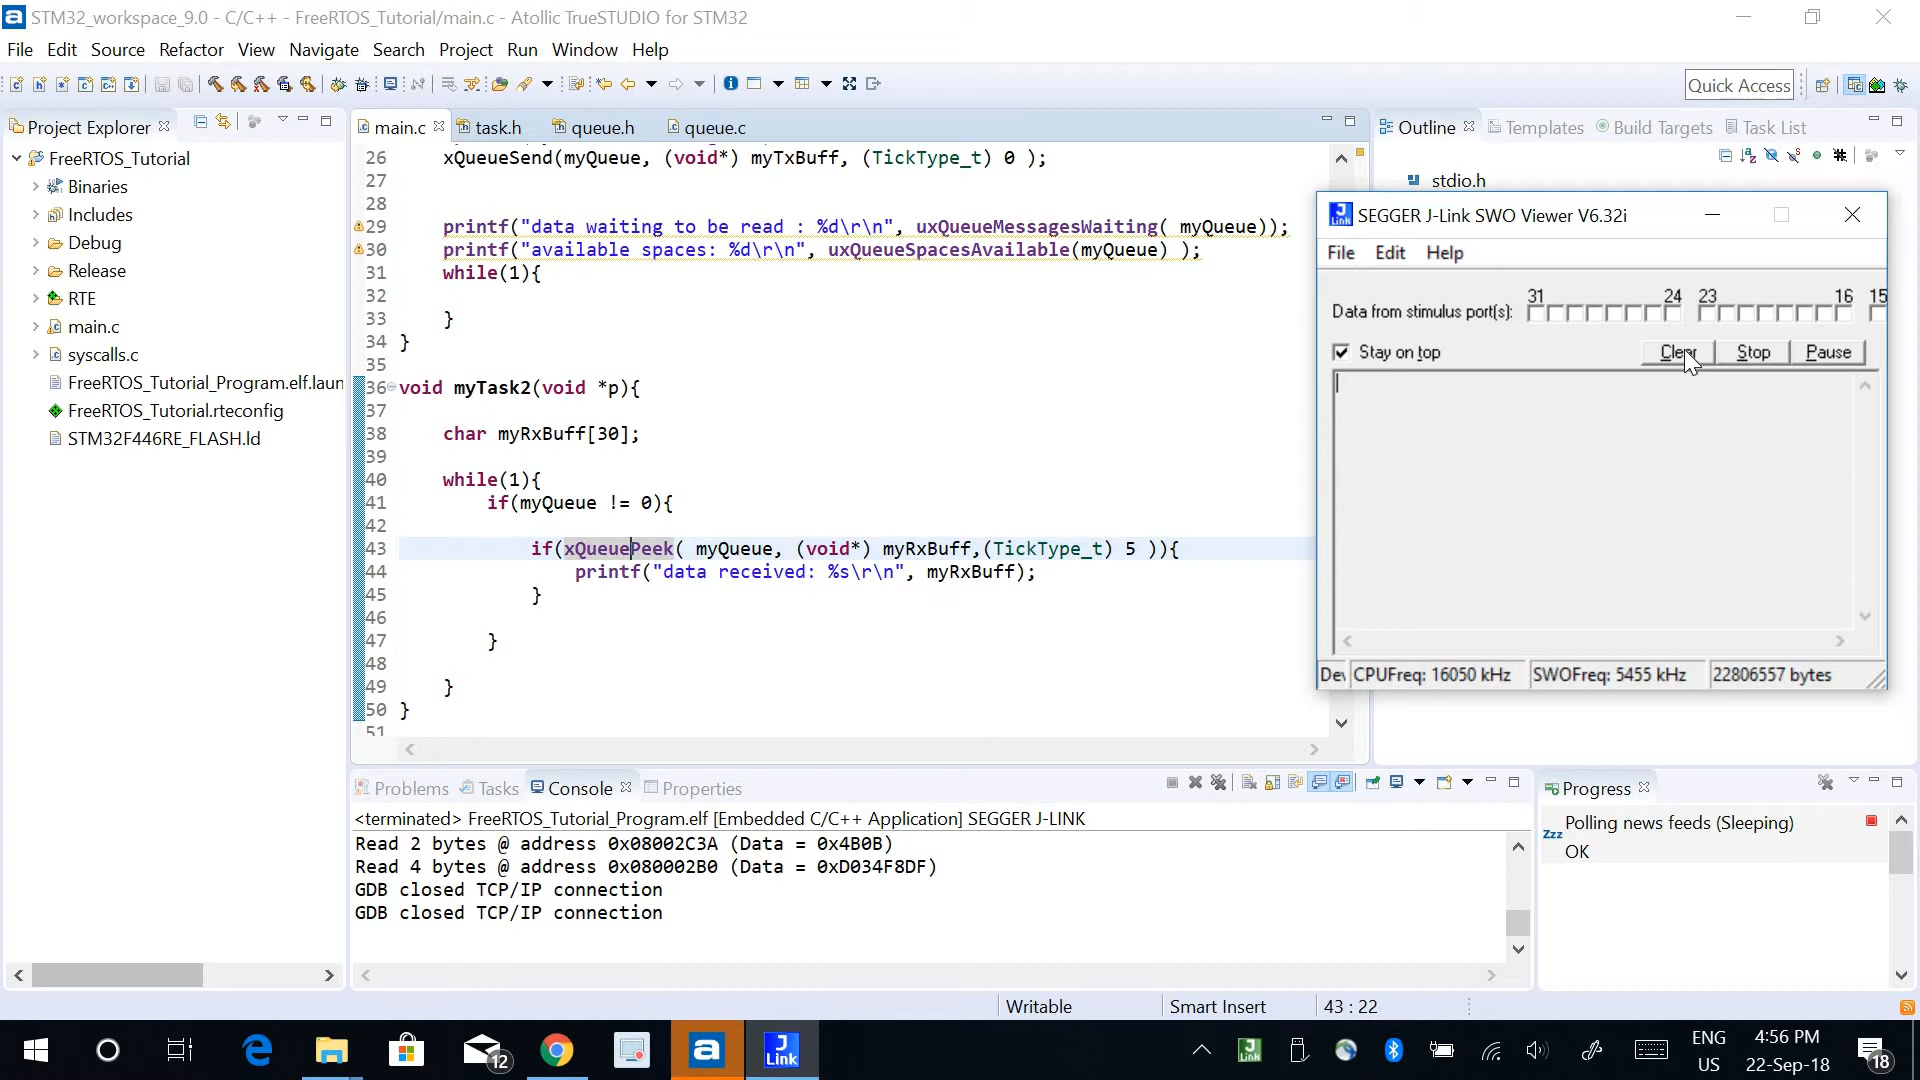 STM32_workspace_9.0 - C/C++ - FreeRTOS_Tutorial/main.c - Atollic TrueSTUDIO for STM32
File Edit Source Refactor View Navigate Search Project Run Window Help
Quick Access
Project Explorer
FreeRTOS_Tutorial
Binaries
Includes
Debug
Release
RTE
main.c
syscalls.c
FreeRTOS_Tutorial_Program.elf.laun
FreeRTOS_Tutorial.rteconfig
STM32F446RE_FLASH.ld
main.c task.h queue.h queue.c
26 xQueueSend(myQueue, (void*) myTxBuff, (TickType_t) 0 );
27
28
29 printf("data waiting to be read : %d\r\n", uxQueueMessagesWaiting( myQueue));
30 printf("available spaces: %d\r\n", uxQueueSpacesAvailable(myQueue) );
31 while(1){
32
33 }
34 }
35
36 void myTask2(void *p){
37
38 char myRxBuff[30];
39
40 while(1){
41 if(myQueue != 0){
42
43 if(xQueuePeek( myQueue, (void*) myRxBuff,(TickType_t) 5 )){
44 printf("data received: %s\r\n", myRxBuff);
45 }
46
47 }
48
49 }
50 }
51
Outline Templates Build Targets Task List
stdio.h
SEGGER J-Link SWO Viewer V6.32i
File Edit Help
31 24 23 16 15
Data from stimulus port(s):
Stay on top Clear Stop Pause
Dev CPUFreq: 16050 kHz SWOFreq: 5455 kHz 22806557 bytes
Problems Tasks Console Properties
<terminated> FreeRTOS_Tutorial_Program.elf [Embedded C/C++ Application] SEGGER J-LINK
Read 2 bytes @ address 0x08002C3A (Data = 0x4B0B)
Read 4 bytes @ address 0x080002B0 (Data = 0xD034F8DF)
GDB closed TCP/IP connection
GDB closed TCP/IP connection
Progress
Polling news feeds (Sleeping)
OK
Writable Smart Insert 43 : 22
12
J Link
ENG
US
4:56 PM
22-Sep-18
18